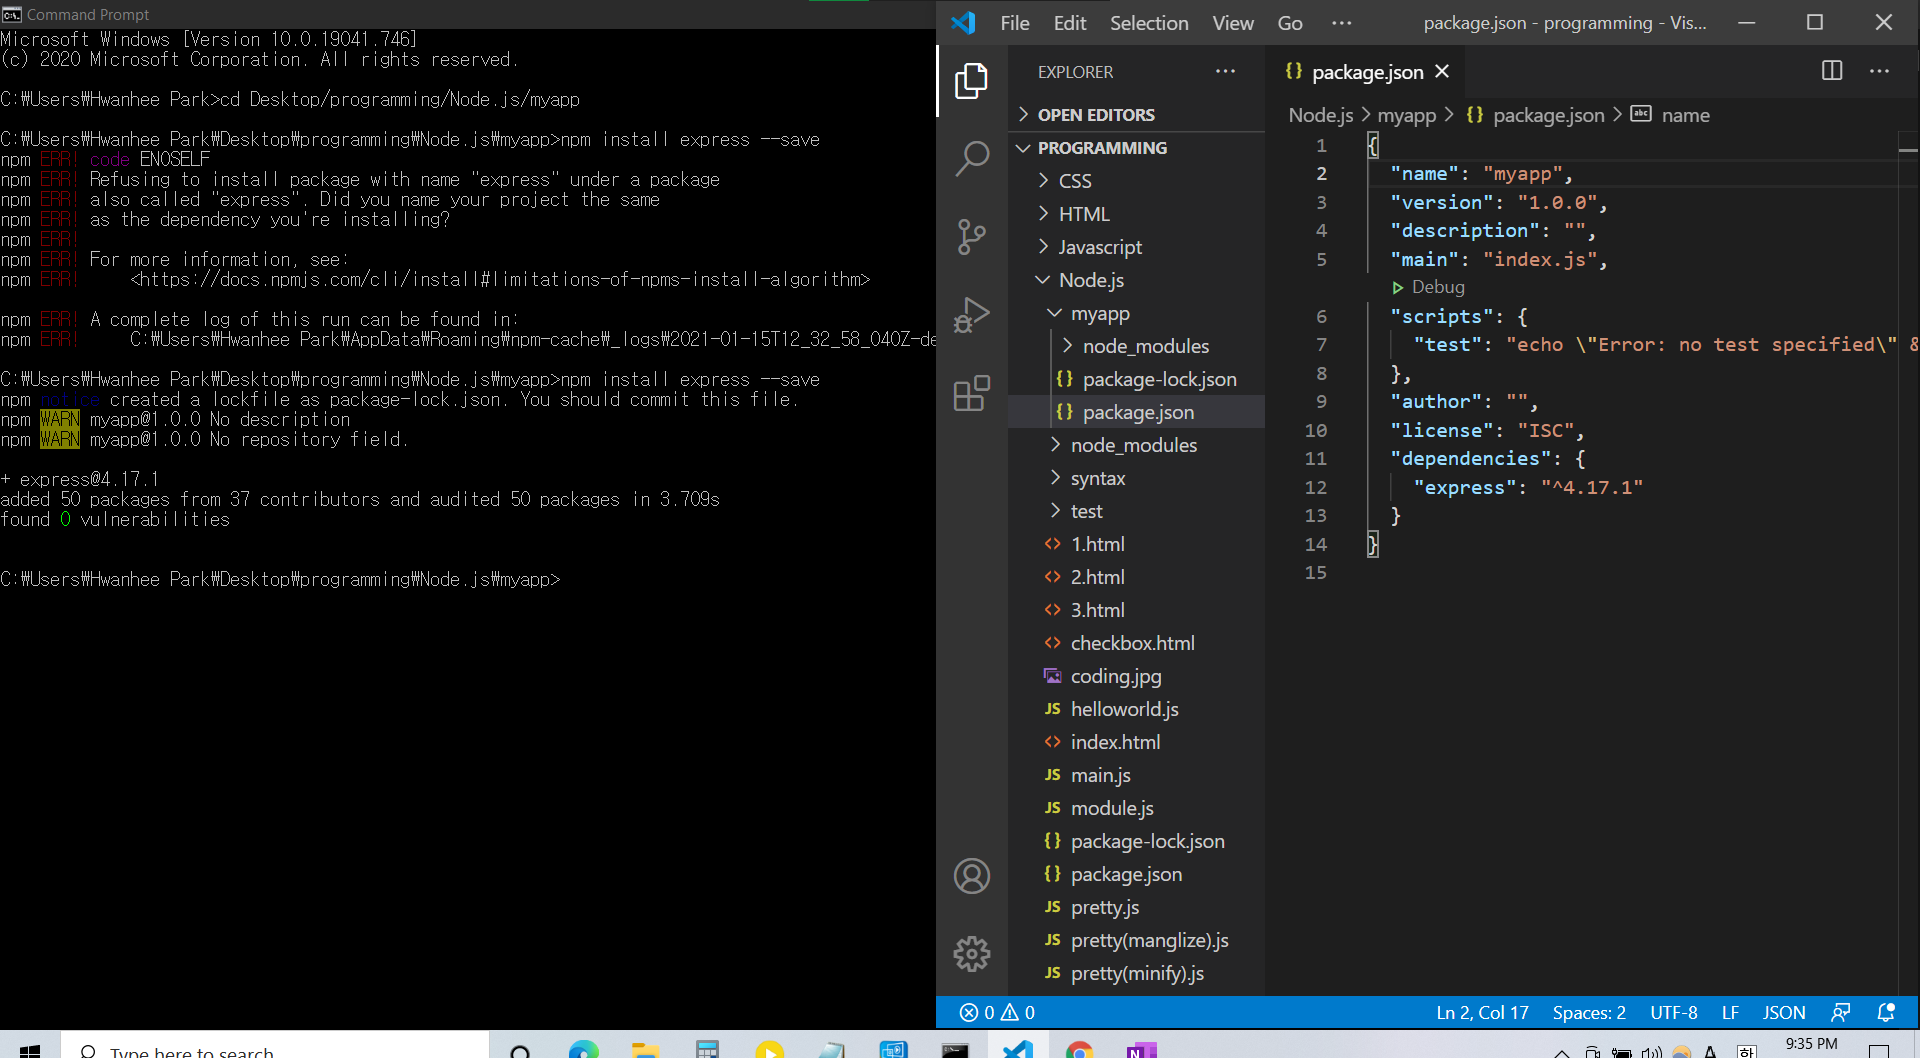 Command Prompt
Microsoft Windows [Version 10.0.19041.746]
(c) 2020 Microsoft Corporation. All rights reserved.
C:₩Users₩Hwanhee Park>cd Desktop/programming/Node.js/myapp
C:₩Users₩Hwanhee Park₩Desktop₩programming₩Node.js₩myapp>npm install express --save
npm ERR! code ENOSELF
npm ERR! Refusing to install package with name "express" under a package
npm ERR! also called "express". Did you name your project the same
npm ERR! as the dependency you're installing?
npm ERR!
npm ERR! For more information, see:
npm ERR!     <https://docs.npmjs.com/cli/install#limitations-of-npms-install-algorithm>
npm ERR! A complete log of this run can be found in:
npm ERR!     C:₩Users₩Hwanhee Park₩AppData₩Roaming₩npm-cache₩_logs₩2021-01-15T12_32_58_040Z-de
C:₩Users₩Hwanhee Park₩Desktop₩programming₩Node.js₩myapp>npm install express --save
npm notice created a lockfile as package-lock.json. You should commit this file.
npm WARN myapp@1.0.0 No description
npm WARN myapp@1.0.0 No repository field.
+ express@4.17.1
added 50 packages from 37 contributors and audited 50 packages in 3.709s
found 0 vulnerabilities
C:₩Users₩Hwanhee Park₩Desktop₩programming₩Node.js₩myapp>
File Edit Selection View Go ··· package.json - programming - Vis...
EXPLORER ···
OPEN EDITORS
PROGRAMMING
CSS
HTML
Javascript
Node.js
myapp
node_modules
{} package-lock.json
{} package.json
node_modules
syntax
test
<> 1.html
<> 2.html
<> 3.html
<> checkbox.html
coding.jpg
JS helloworld.js
<> index.html
JS main.js
JS module.js
{} package-lock.json
{} package.json
JS pretty.js
JS pretty(manglize).js
JS pretty(minify).js
{} package.json
Node.js > myapp > {} package.json > abc name
1 {
2 "name": "myapp",
3 "version": "1.0.0",
4 "description": "",
5 "main": "index.js",
Debug
6 "scripts": {
7 "test": "echo \"Error: no test specified\" &
8 },
9 "author": "",
10 "license": "ISC",
11 "dependencies": {
12 "express": "^4.17.1"
13 }
14 }
15
0 0 Ln 2, Col 17 Spaces: 2 UTF-8 LF JSON
Type here to search
A 한 9:35 PM